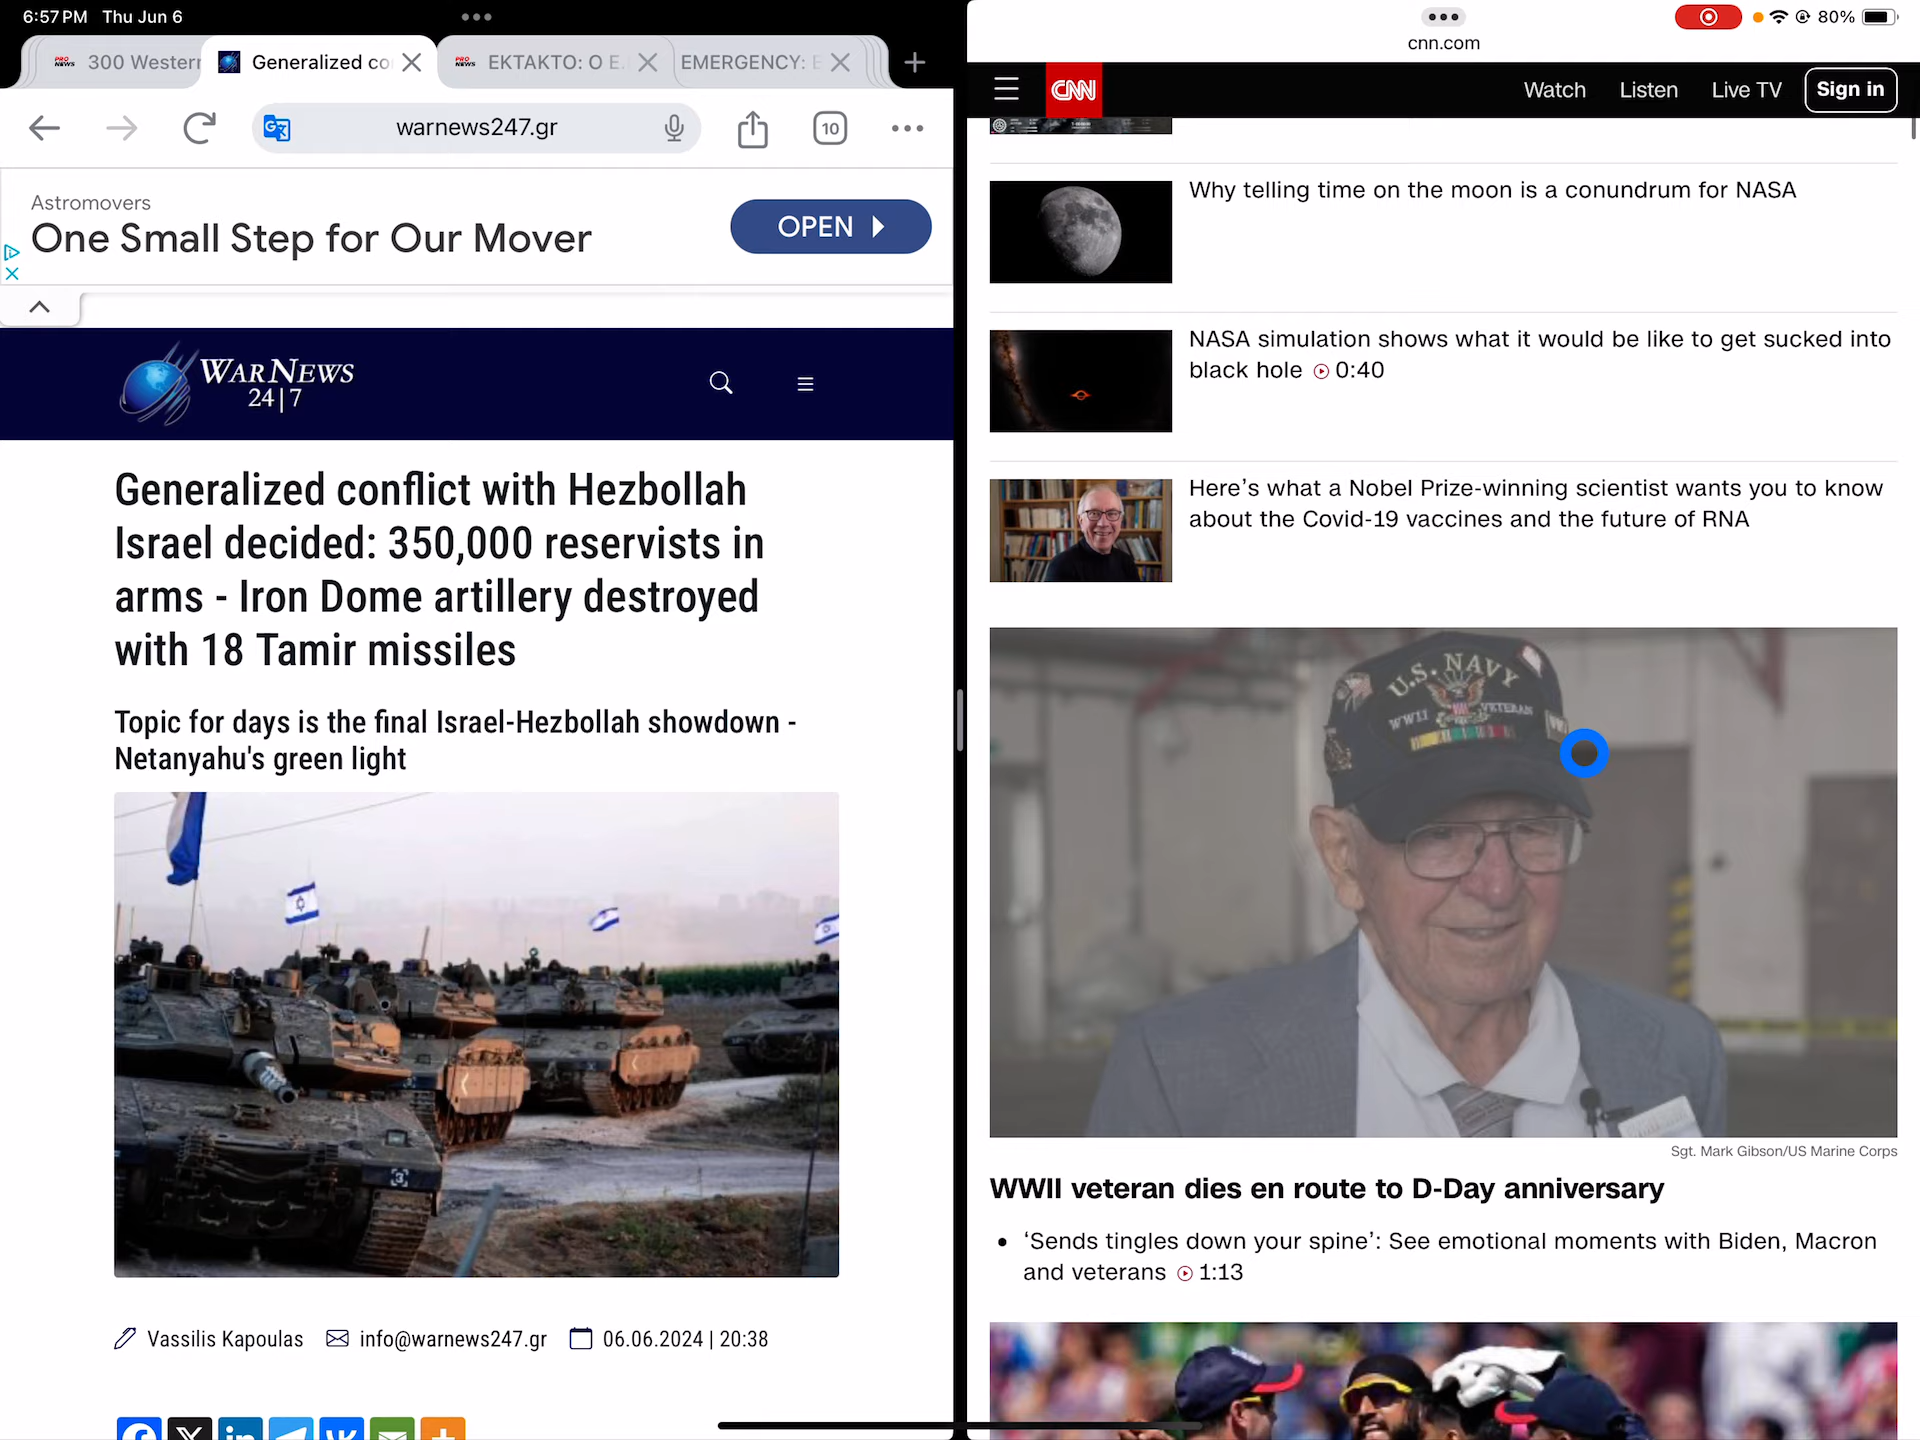 6:57 PM Thu Jun 6
80%
300 Western
Generalized co
PRO NEWS
EKTAKTO: O E
EMERGENCY: E
warnews247.gr
10
Astromovers
One Small Step for Our Mover
OPEN
WARNEWS
24|7
Generalized conflict with Hezbollah
Israel decided: 350,000 reservists in
arms - Iron Dome artillery destroyed
with 18 Tamir missiles
Topic for days is the final Israel-Hezbollah showdown -
Netanyahu's green light
Vassilis Kapoulas
info@warnews247.gr
06.06.2024 | 20:38
cnn.com
CNN
Watch
Listen
Live TV
Sign in
Why telling time on the moon is a conundrum for NASA
NASA simulation shows what it would be like to get sucked into
black hole 0:40
Here’s what a Nobel Prize-winning scientist wants you to know
about the Covid-19 vaccines and the future of RNA
U.S. NAVY
WWII VETERAN
Sgt. Mark Gibson/US Marine Corps
WWII veteran dies en route to D-Day anniversary
• ‘Sends tingles down your spine’: See emotional moments with Biden, Macron
and veterans 1:13